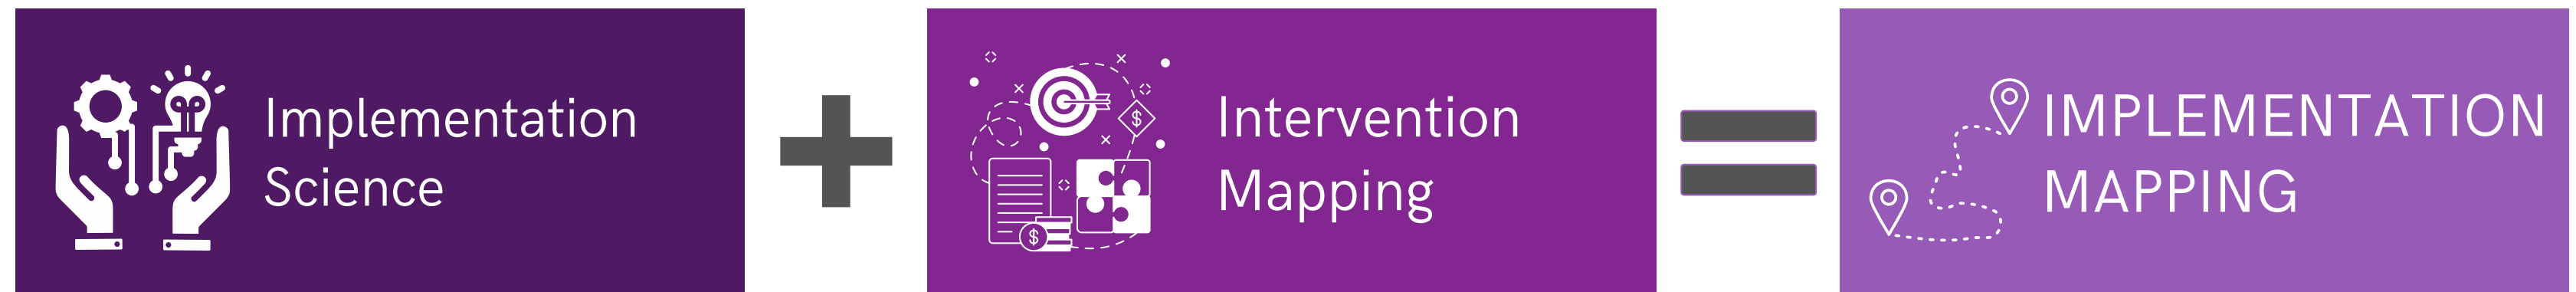 Implementation
Science
+
$
$
Intervention
Mapping
=
IMPLEMENTATION
MAPPING